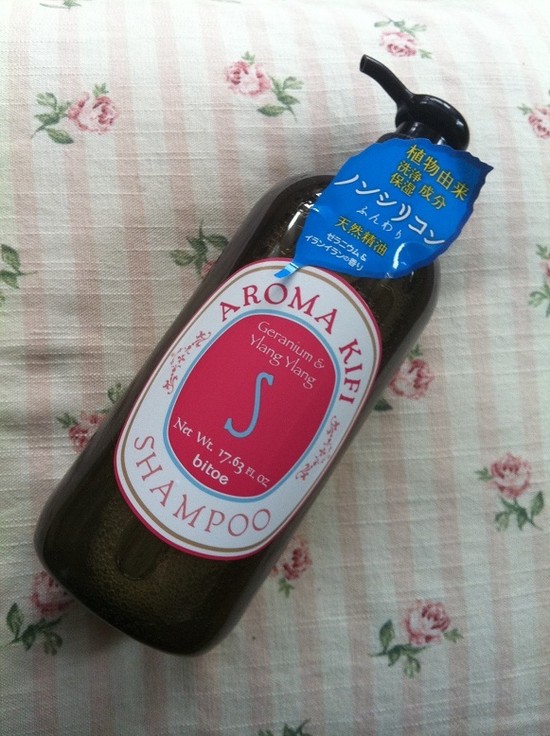 植物由来
洗浄 成分
保湿
ノンシリコン
ふんわり
天然精油
ゼラニウム＆
イランイランの香り
AROMA KIFI
Geranium &
Ylang Ylang
S
Net Wt. 17.63 fl. oz
bitoe
SHAMPOO